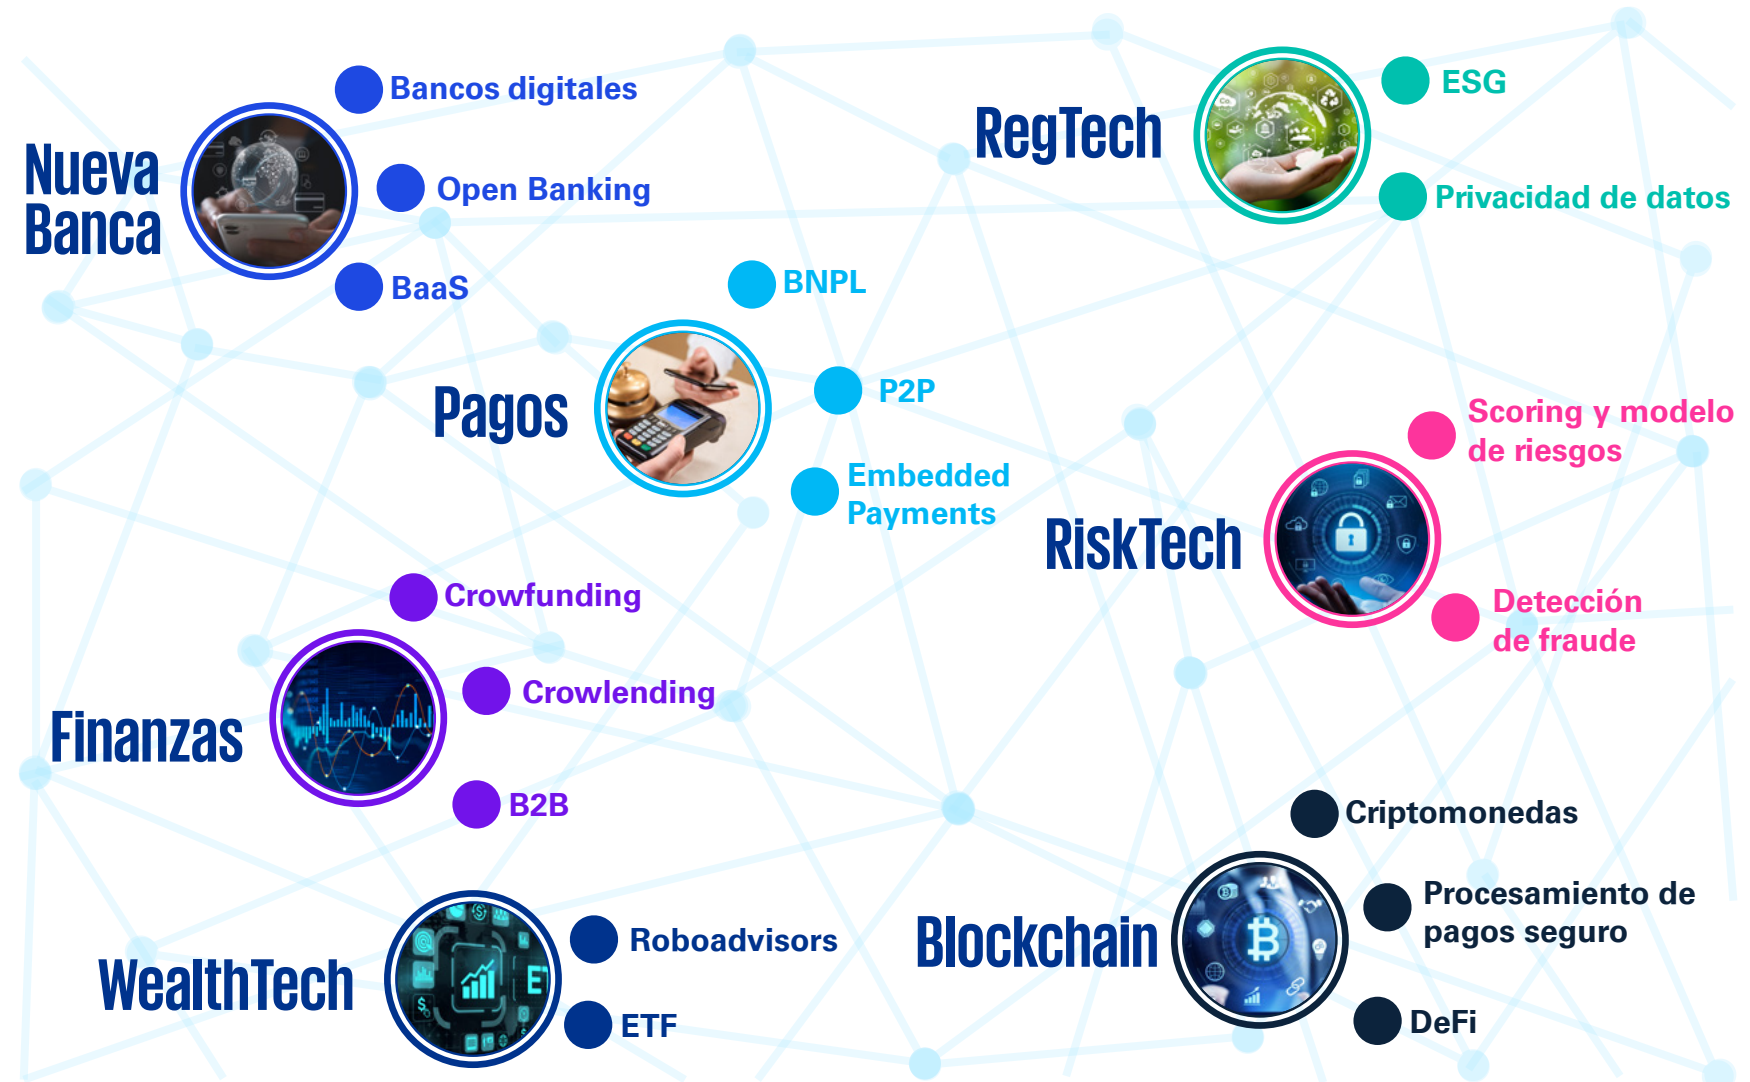 Nueva
Banca
Bancos digitales
Open Banking
BaaS
RegTech
ESG
Privacidad de datos
Pagos
BNPL
P2P
Embedded
Payments
RiskTech
Scoring y modelo
de riesgos
Detección
de fraude
Finanzas
Crowfunding
Crowlending
B2B
Blockchain
Criptomonedas
Procesamiento de
pagos seguro
DeFi
WealthTech
Roboadvisors
ETF